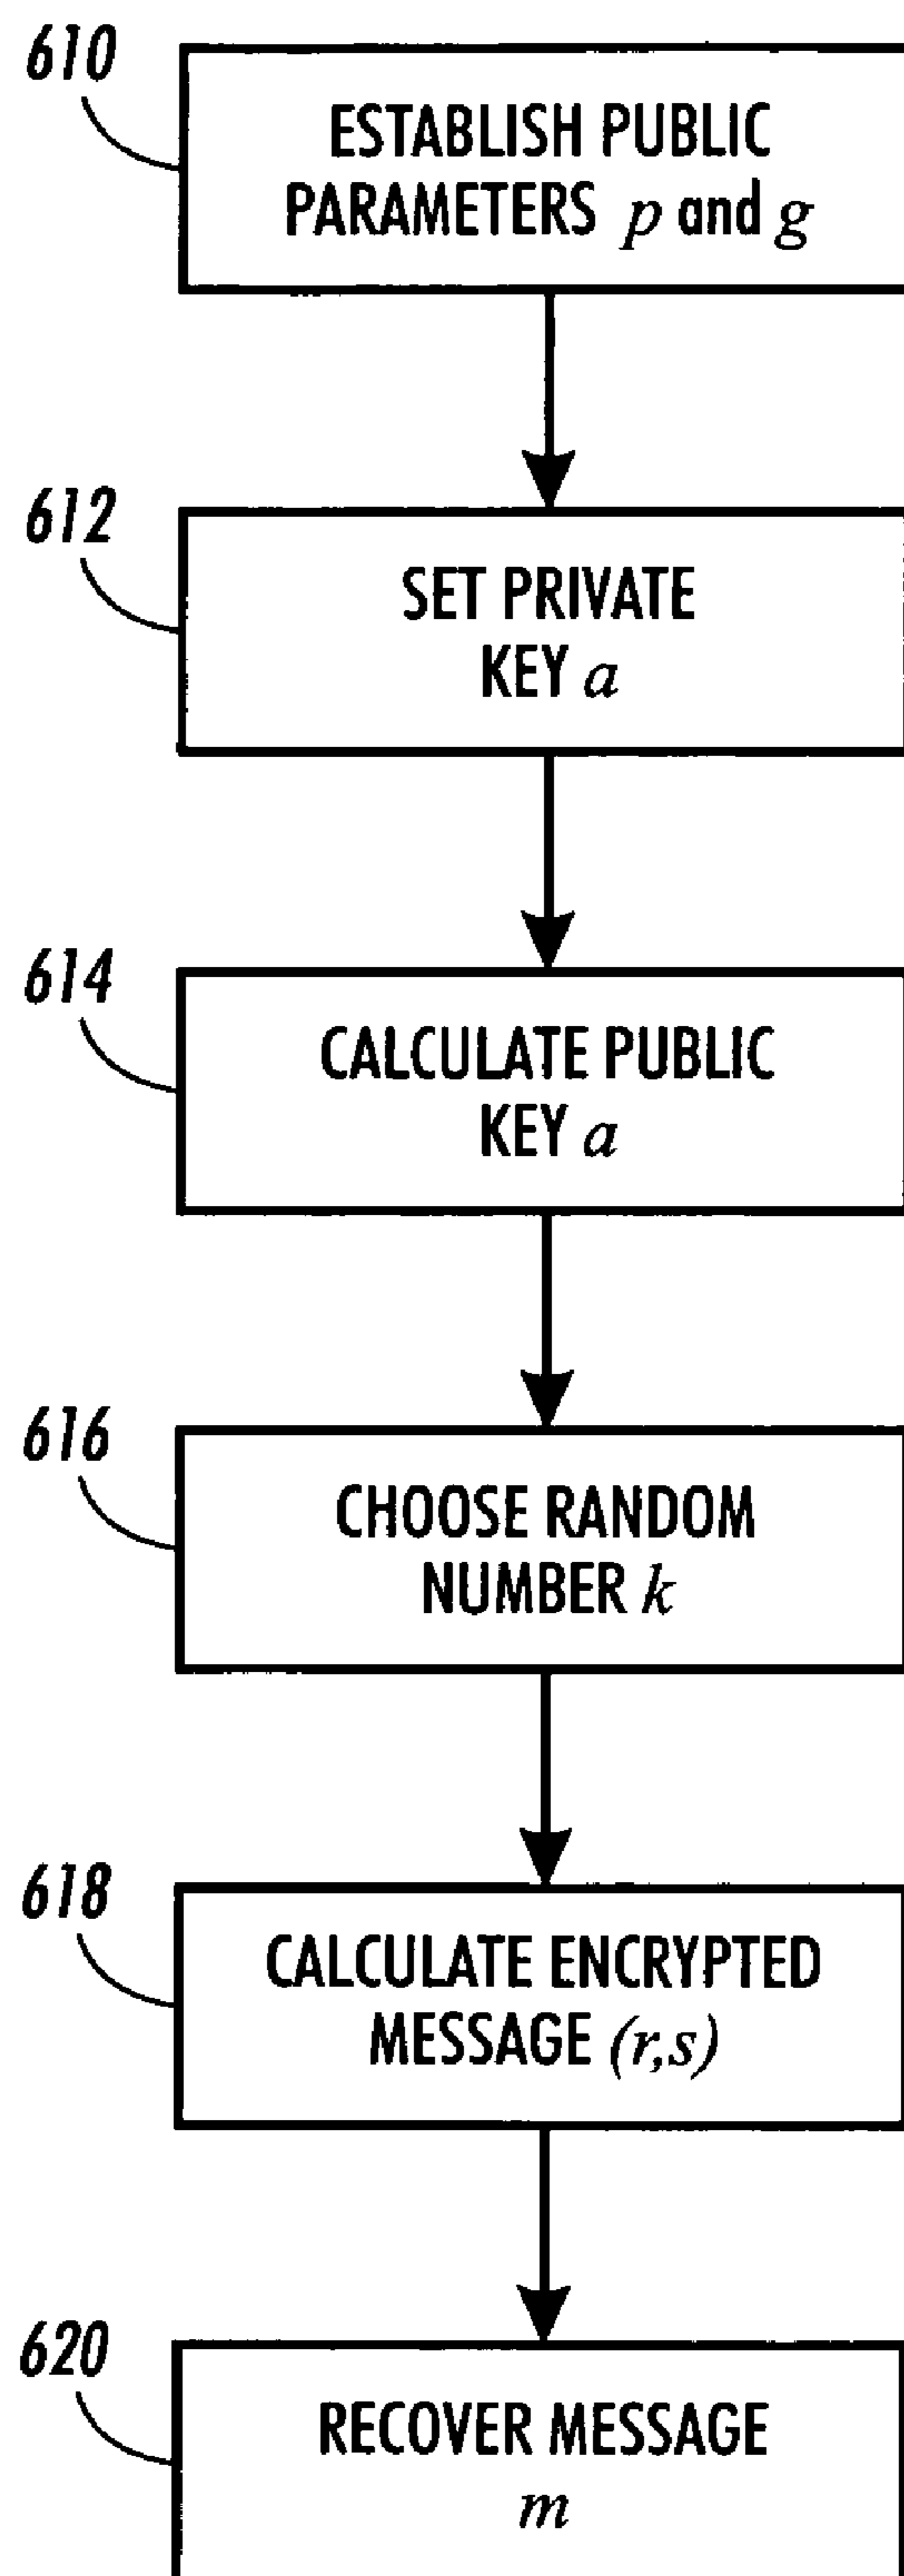 610
ESTABLISH PUBLIC
PARAMETERS p and g
612
SET PRIVATE
KEY a
614
CALCULATE PUBLIC
KEY a
616
CHOOSE RANDOM
NUMBER k
618
CALCULATE ENCRYPTED
MESSAGE (r,s)
620
RECOVER MESSAGE
m